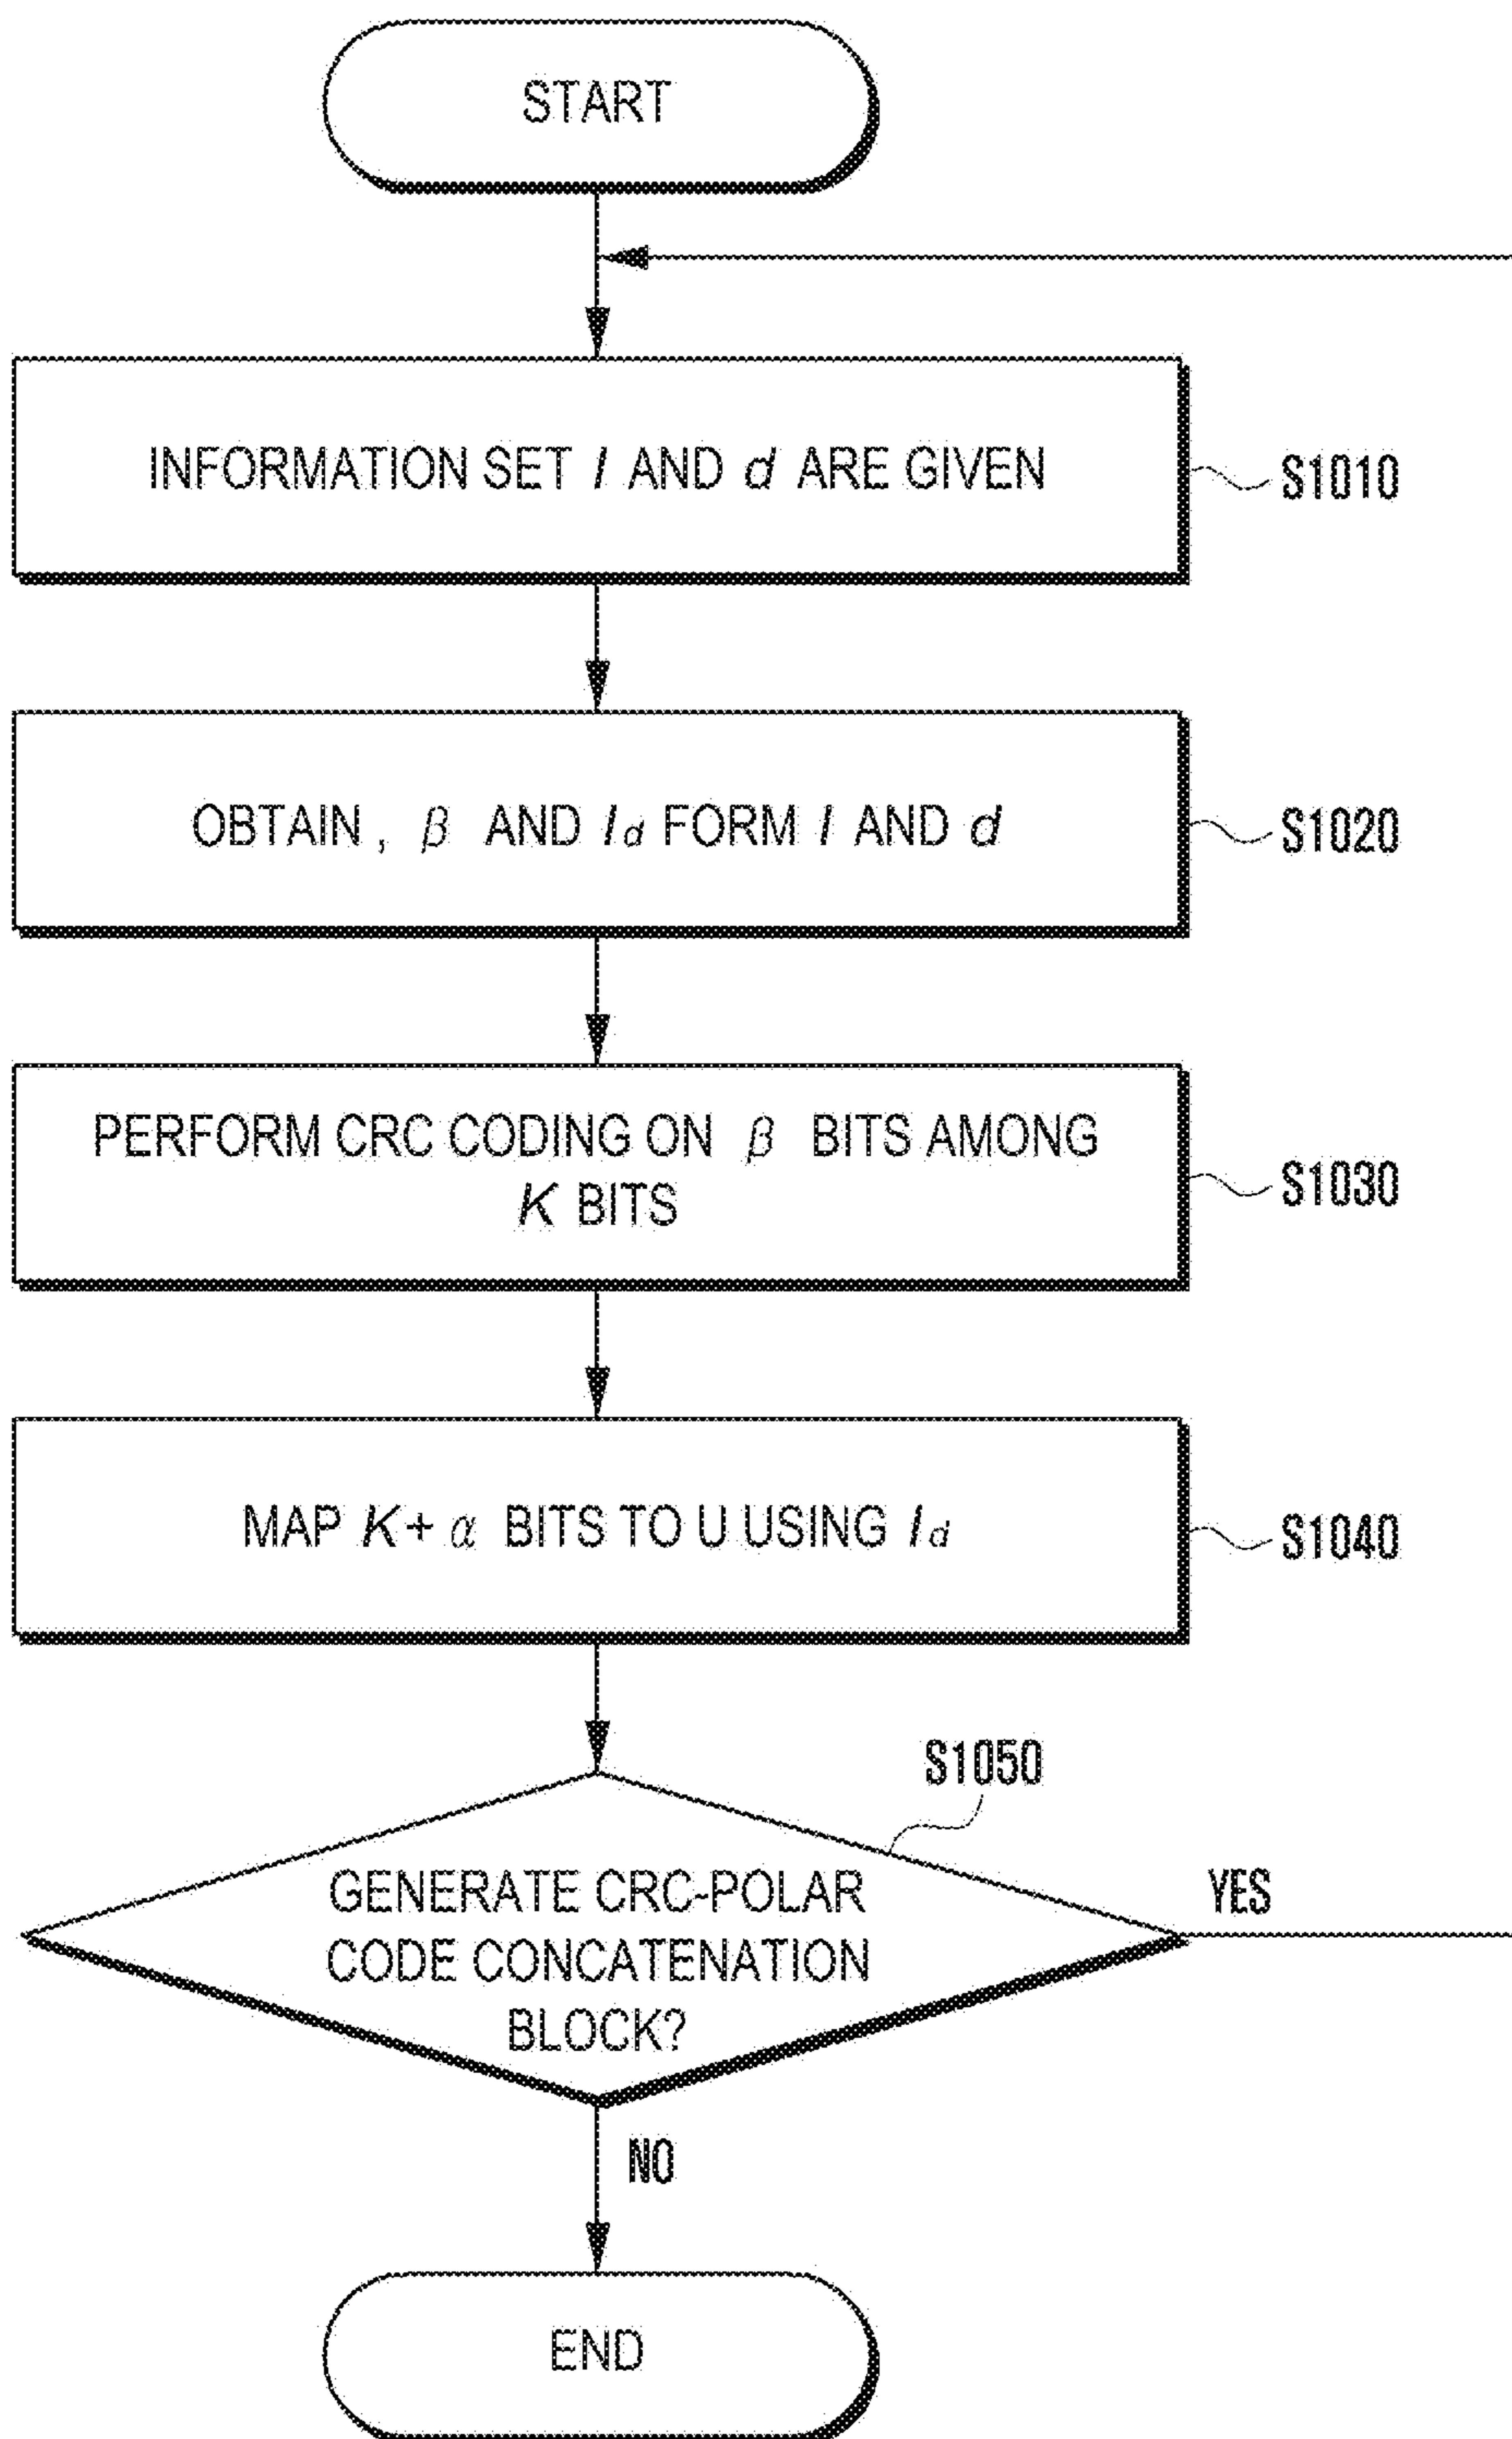 START
INFORMATION SET I AND d ARE GIVEN
S1010
OBTAIN , β AND Id FORM I AND d
S1020
PERFORM CRC CODING ON β BITS AMONG
K BITS
S1030
MAP K+ α BITS TO U USING Id
S1040
S1050
GENERATE CRC-POLAR
CODE CONCATENATION
BLOCK?
YES
NO
END